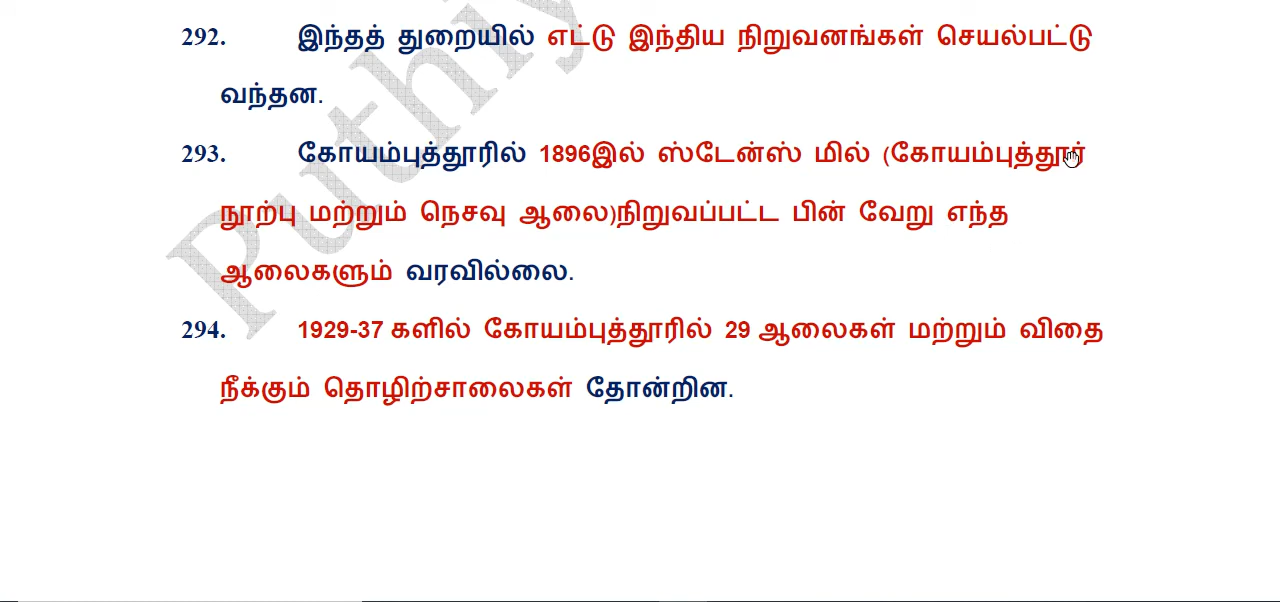 292. இந்தத் துறையில் எட்டு இந்திய நிறுவனங்கள் செயல்பட்டு
வந்தன.
293. கோயம்புத்தூரில் 1896இல் ஸ்டேன்ஸ் மில் (கோயம்புத்தூர்
நூற்பு மற்றும் நெசவு ஆலை)நிறுவப்பட்ட பின் வேறு எந்த
ஆலைகளும் வரவில்லை.
294. 1929-37 களில் கோயம்புத்தூரில் 29 ஆலைகள் மற்றும் விதை
நீக்கும் தொழிற்சாலைகள் தோன்றின.
Puthiy